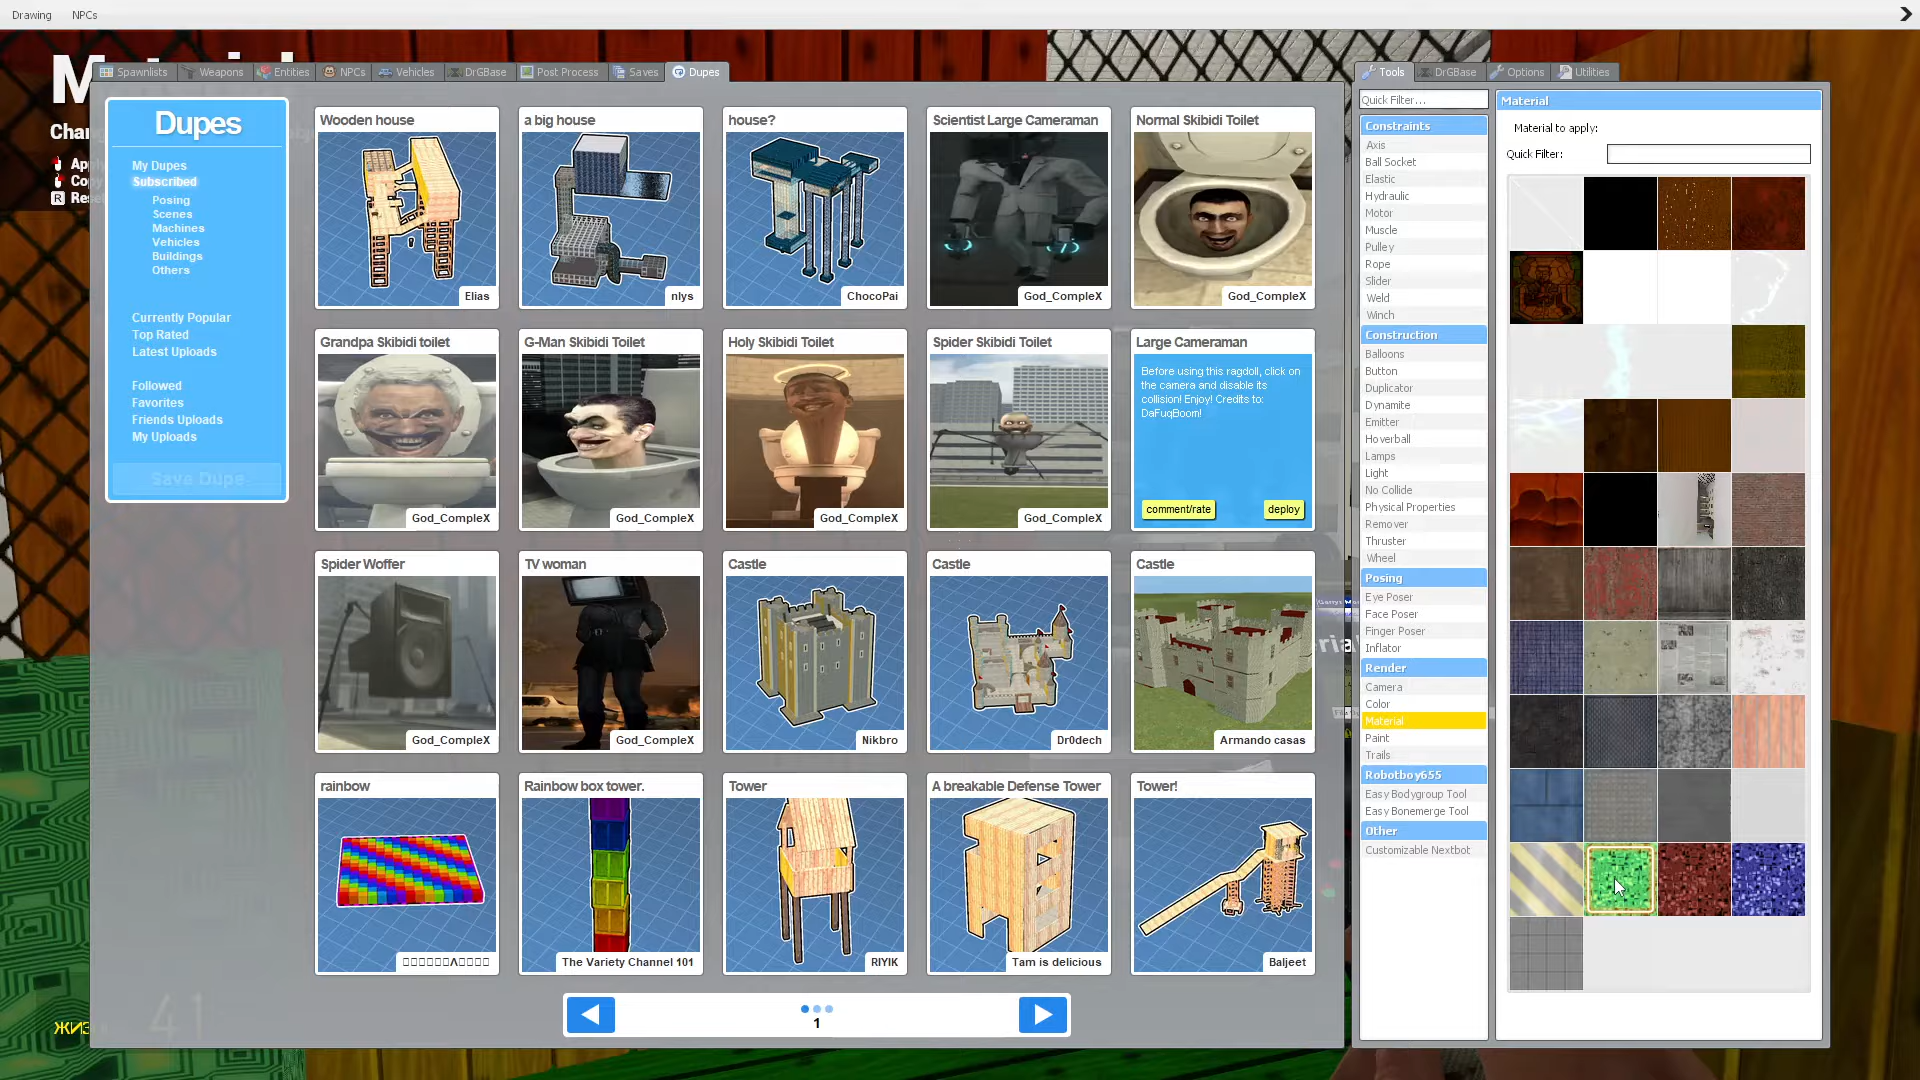 Drawing
NPCs
Spawnlists
Weapons
Entities
NPCs
Vehicles
DrGBase
Post Process
Saves
Dupes
Dupes
My Dupes
Subscribed
Posing
Scenes
Machines
Vehicles
Buildings
Others
Currently Popular
Top Rated
Latest Uploads
Followed
Favorites
Friends Uploads
My Uploads
Save Dupe
R
Wooden house
Elias
a big house
nlys
house?
ChocoPai
Scientist Large Cameraman
God_CompleX
Normal Skibidi Toilet
God_CompleX
Grandpa Skibidi toilet
God_CompleX
G-Man Skibidi Toilet
God_CompleX
Holy Skibidi Toilet
God_CompleX
Spider Skibidi Toilet
God_CompleX
Large Cameraman
Before using this ragdoll, click on
the camera and disable its
collision! Enjoy! Credits to:
DaFuqBoom!
comment/rate
deploy
Spider Woffer
God_CompleX
TV woman
God_CompleX
Castle
Nikbro
Castle
Dr0dech
Castle
Armando casas
rainbow
Rainbow box tower.
The Variety Channel 101
Tower
RIYIK
A breakable Defense Tower
Tam is delicious
Tower!
Baljeet
1
41
Tools
DrGBase
Options
Utilities
Quick Filter...
Constraints
Axis
Ball Socket
Elastic
Hydraulic
Motor
Muscle
Pulley
Rope
Slider
Weld
Winch
Construction
Balloons
Button
Duplicator
Dynamite
Emitter
Hoverball
Lamps
Light
No Collide
Physical Properties
Remover
Thruster
Wheel
Posing
Eye Poser
Face Poser
Finger Poser
Inflator
Render
Camera
Color
Material
Paint
Trails
Robotboy655
Easy Bodygroup Tool
Easy Bonemerge Tool
Other
Customizable Nextbot
Material
Material to apply:
Quick Filter: